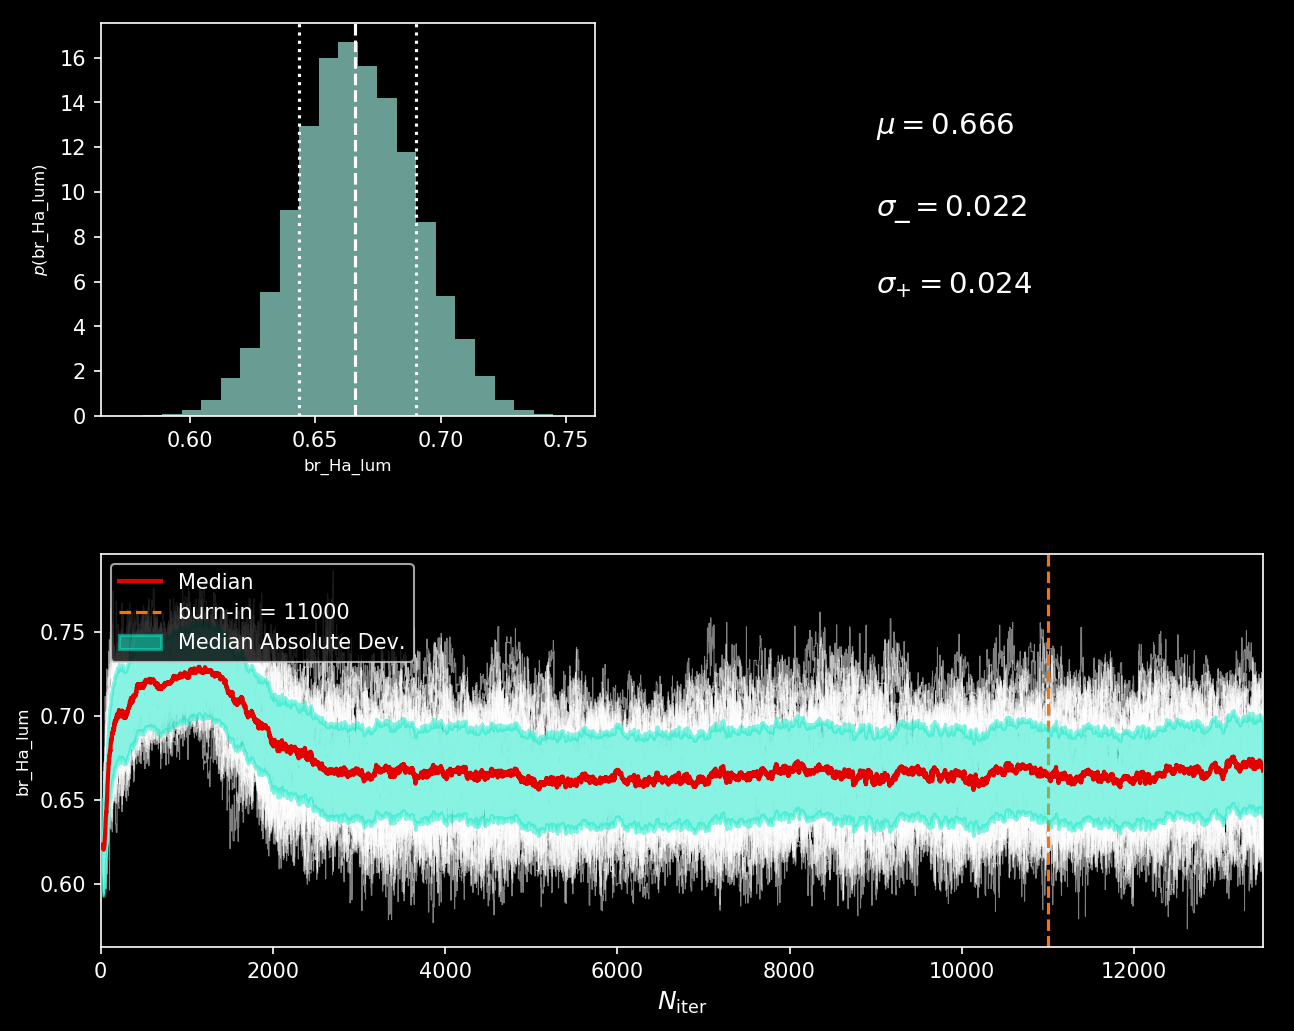 16
14
12
10
8
6
4
2
0
p(br_Ha_lum)
0.60 0.65 0.70 0.75
br_Ha_lum
μ = 0.666
σ_ = 0.022
σ+ = 0.024
Median
burn-in = 11000
Median Absolute Dev.
0.75
0.70
0.65
0.60
br_Ha_lum
0 2000 4000 6000 8000 10000 12000
Niter